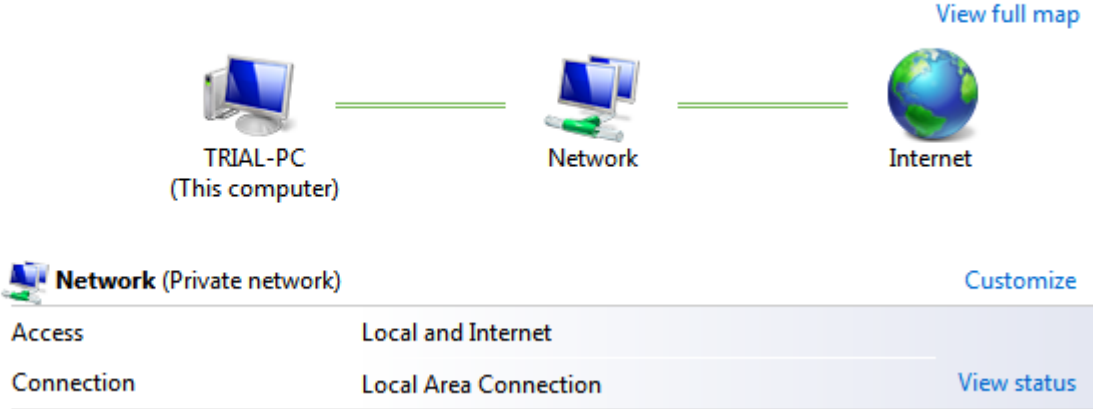 View full map
TRIAL-PC
(This computer)
Network
Internet
Network (Private network)
Customize
Access
Local and Internet
Connection
Local Area Connection
View status